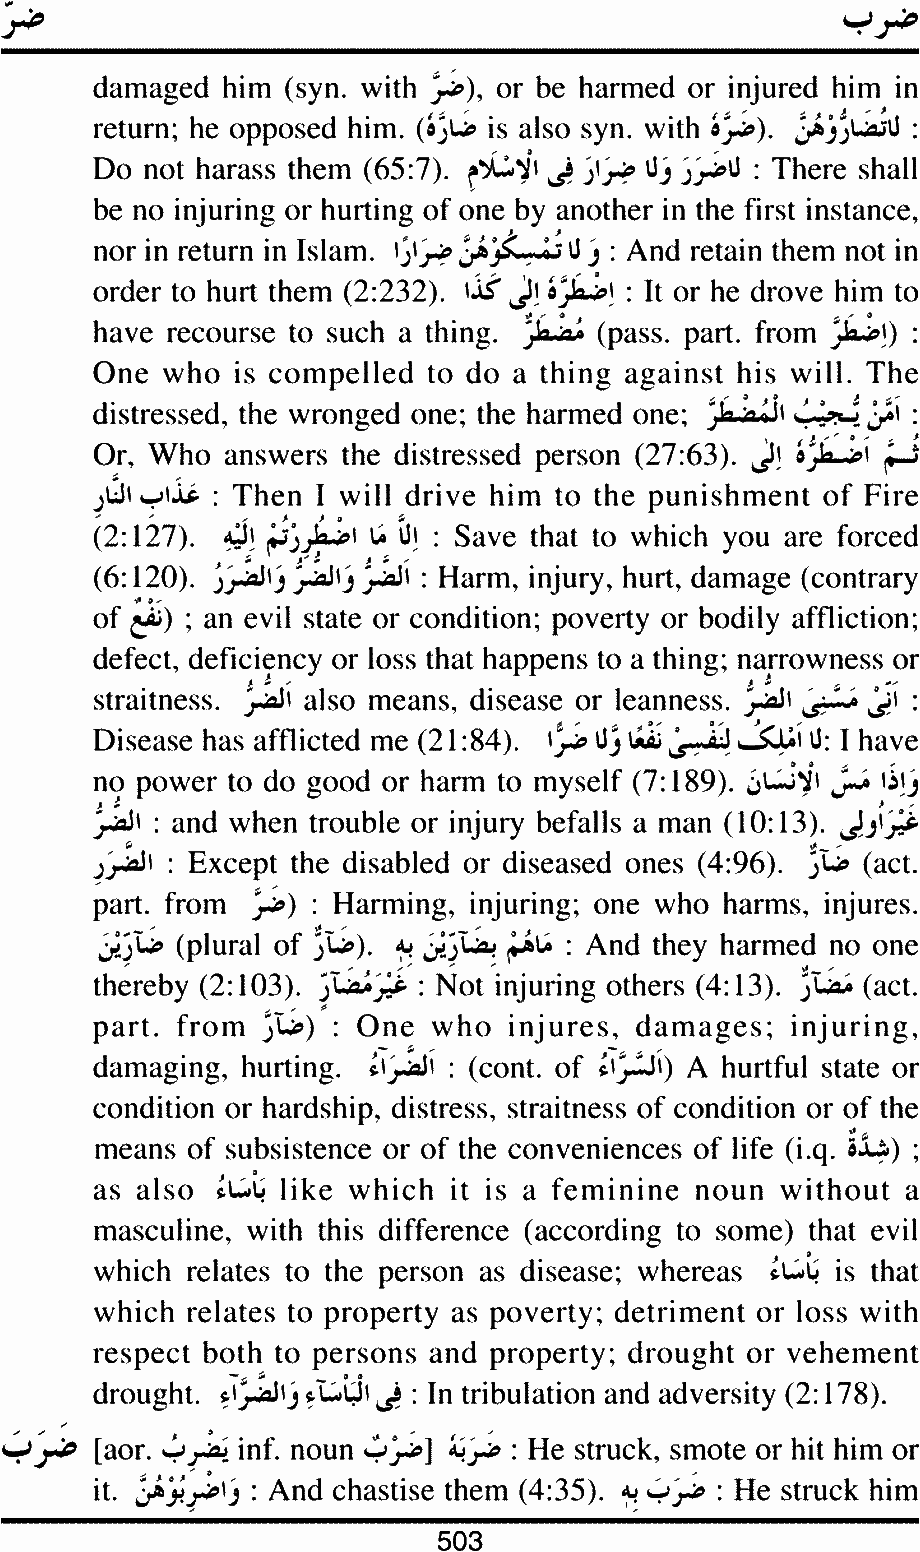 ضرّ ضرب
damaged him (syn. with ضَرَّ), or be harmed or injured him in
return; he opposed him. (ضَارَّهُ is also syn. with ضَرَّهُ). لَاتُضَارُّوْهُنَّ :
Do not harass them (65:7). لَاضَرَرَ وَلَا ضِرَارَ فِى الْاِسْلَامِ : There shall
be no injuring or hurting of one by another in the first instance,
nor in return in Islam. وَ لَا تُمْسِكُوْهُنَّ ضِرَارًا : And retain them not in
order to hurt them (2:232). اِضْطَرَّهُ اِلٰى كَذَا : It or he drove him to
have recourse to such a thing. مُضْطَرٌّ (pass. part. from اِضْطَرَّ) :
One who is compelled to do a thing against his will. The
distressed, the wronged one; the harmed one; اَمَّنْ يُّجِيْبُ الْمُضْطَرَّ :
Or, Who answers the distressed person (27:63). ثُمَّ اَضْطَرُّهُ اِلٰى
عَذَابِ النَّارِ : Then I will drive him to the punishment of Fire
(2:127). اِلَّا مَا اضْطُرِرْتُمْ اِلَيْهِ : Save that to which you are forced
(6:120). اَلضَّرُّ وَالضُّرُّ وَالضَّرَرُ : Harm, injury, hurt, damage (contrary
of نَفْعٌ) ; an evil state or condition; poverty or bodily affliction;
defect, deficiency or loss that happens to a thing; narrowness or
straitness. اَلضُّرُّ also means, disease or leanness. اَنِّىْ مَسَّنِىَ الضُّرُّ :
Disease has afflicted me (21:84). لَا اَمْلِكُ لِنَفْسِىْ نَفْعًا وَّلَا ضَرًّا: I have
no power to do good or harm to myself (7:189). وَاِذَا مَسَّ الْاِنْسَانَ
الضُّرُّ : and when trouble or injury befalls a man (10:13). غَيْرُاُولِى
الضَّرَرِ : Except the disabled or diseased ones (4:96). ضَآرٌّ (act.
part. from ضَرَّ) : Harming, injuring; one who harms, injures.
ضَآرِّيْنَ (plural of ضَآرٌّ). مَاهُمْ بِضَآرِّيْنَ بِهٖ : And they harmed no one
thereby (2:103). غَيْرَمُضَآرٍّ : Not injuring others (4:13). مُضَآرٌّ (act.
part. from ضَآرَّ) : One who injures, damages; injuring,
damaging, hurting. اَلضَّرَآءُ : (cont. of اَلسَّرَّآءُ) A hurtful state or
condition or hardship, distress, straitness of condition or of the
means of subsistence or of the conveniences of life (i.q. شِدَّةٌ) ;
as also بَأْسَاءُ like which it is a feminine noun without a
masculine, with this difference (according to some) that evil
which relates to the person as disease; whereas بَأْسَاءُ is that
which relates to property as poverty; detriment or loss with
respect both to persons and property; drought or vehement
drought. فِى الْبَأْسَآءِ وَالضَّرَّآءِ : In tribulation and adversity (2:178).
ضَرَبَ [aor. يَضْرِبُ inf. noun ضَرْبٌ] ضَرَبَهُ : He struck, smote or hit him or
it. وَاضْرِبُوْهُنَّ : And chastise them (4:35). ضَرَبَ بِهٖ : He struck him
503